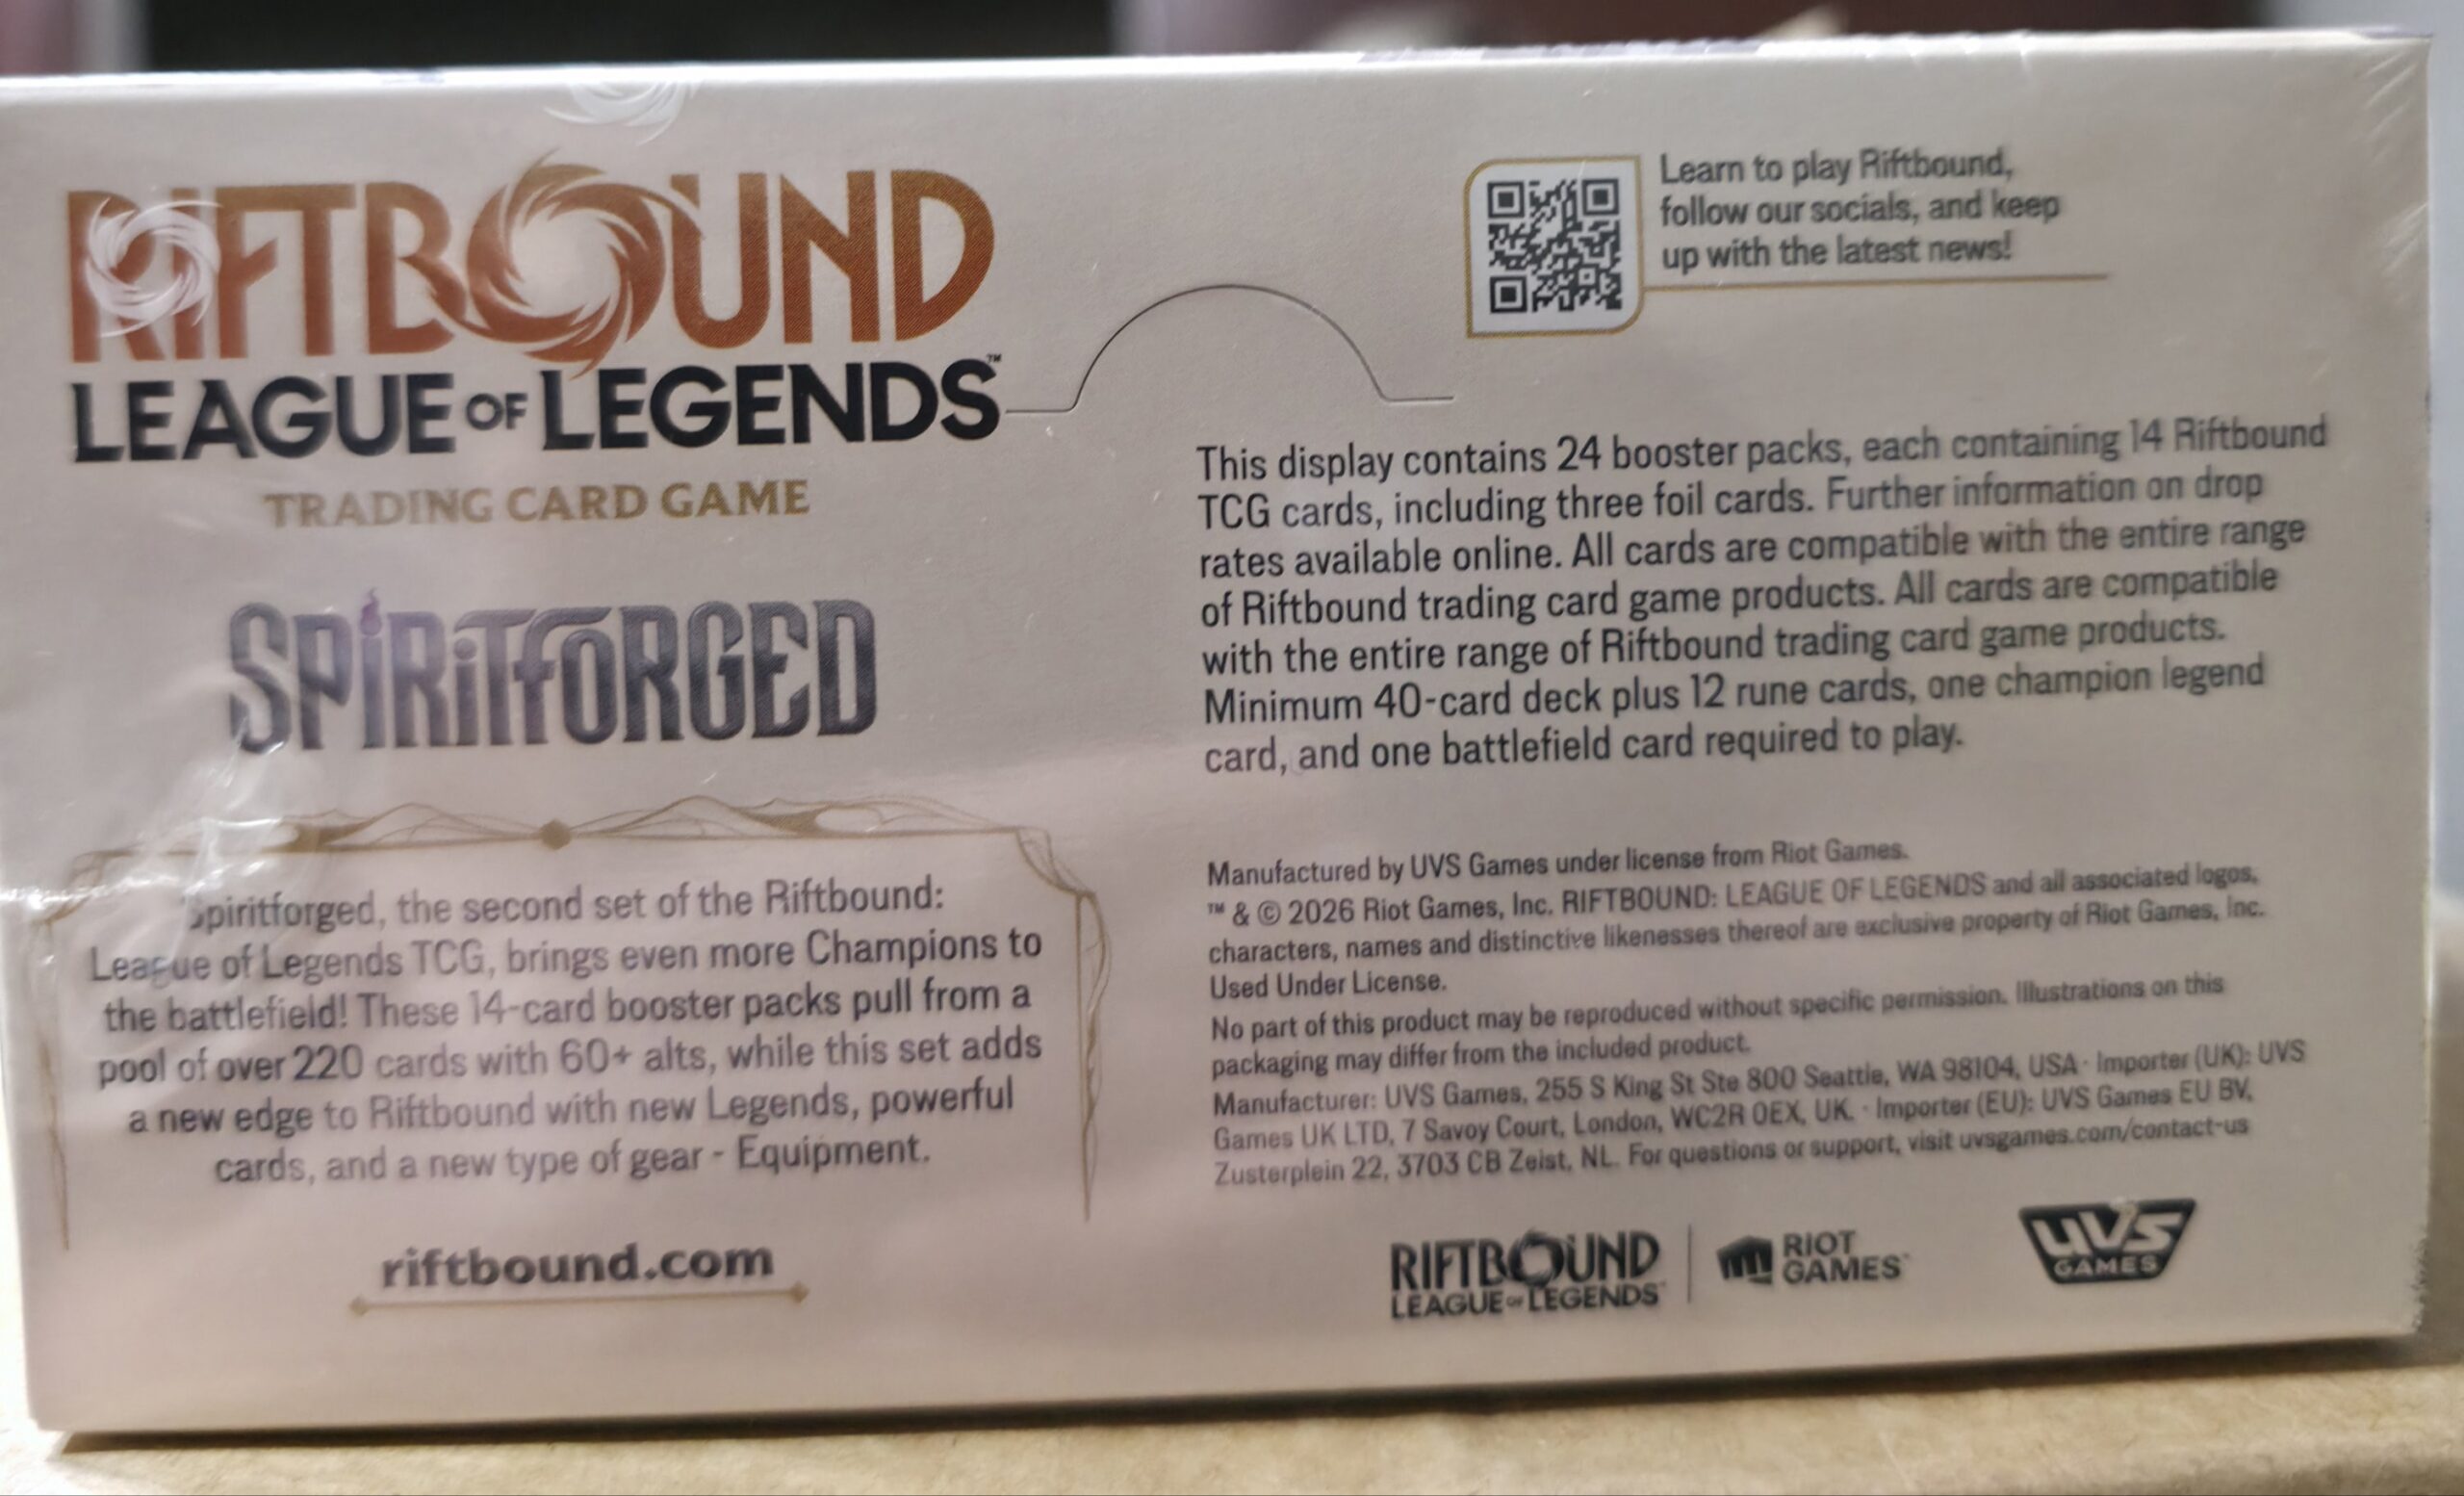 RIFTBOUND
LEAGUE OF LEGENDS™
TRADING CARD GAME
SPIRITFORGED
Spiritforged, the second set of the Riftbound:
League of Legends TCG, brings even more Champions to
the battlefield! These 14-card booster packs pull from a
pool of over 220 cards with 60+ alts, while this set adds
a new edge to Riftbound with new Legends, powerful
cards, and a new type of gear - Equipment.
riftbound.com
Learn to play Riftbound,
follow our socials, and keep
up with the latest news!
This display contains 24 booster packs, each containing 14 Riftbound
TCG cards, including three foil cards. Further information on drop
rates available online. All cards are compatible with the entire range
of Riftbound trading card game products. All cards are compatible
with the entire range of Riftbound trading card game products.
Minimum 40-card deck plus 12 rune cards, one champion legend
card, and one battlefield card required to play.
Manufactured by UVS Games under license from Riot Games.
™ & © 2026 Riot Games, Inc. RIFTBOUND: LEAGUE OF LEGENDS and all associated logos,
characters, names and distinctive likenesses thereof are exclusive property of Riot Games, Inc.
Used Under License.
No part of this product may be reproduced without specific permission. Illustrations on this
packaging may differ from the included product.
Manufacturer: UVS Games, 255 S King St Ste 800 Seattle, WA 98104, USA · Importer (UK): UVS
Games UK LTD, 7 Savoy Court, London, WC2R 0EX, UK. · Importer (EU): UVS Games EU BV,
Zusterplein 22, 3703 CB Zeist, NL. For questions or support, visit uvsgames.com/contact-us
RIFTBOUND
LEAGUE OF LEGENDS™
RIOT
GAMES™
UVS
GAMES